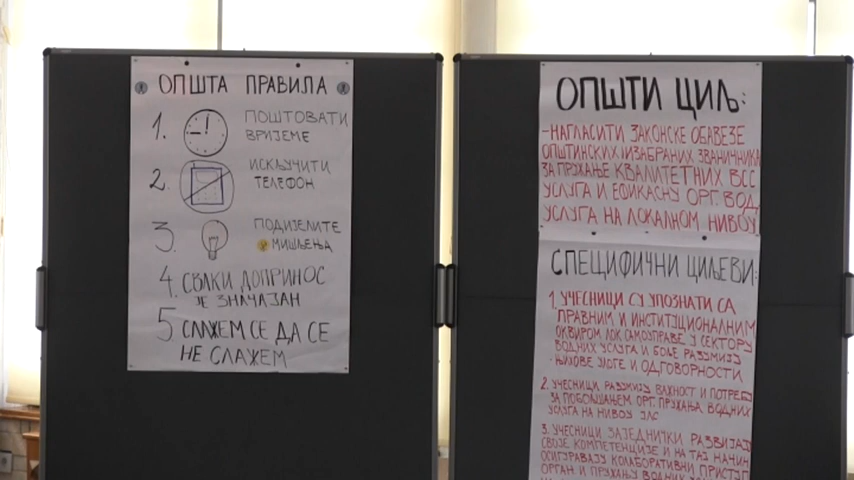 ОПШТА ПРАВИЛА
1. ПОШТОВАТИ
ВРИЈЕМЕ
2. ИСКЉУЧИТИ
ТЕЛЕФОН
3. ПОДИЈЕЛИТЕ
МИШЉЕЊА
4. СВАКИ ДОПРИНОС
ЈЕ ЗНАЧАЈАН
5 СЛАЖЕМ СЕ ДА СЕ
НЕ СЛАЖЕМ
ОПШТИ ЦИЉ:
-НАГЛАСИТИ ЗАКОНСКЕ ОБАВЕЗЕ
ОПШТИНСКИХ ИЗАБРАНИХ ЗВАНИЧНИКА
ЗА ПРУЖАЊЕ КВАЛИТЕТНИХ ВСС
УСЛУГА И ЕФИКАСНУ ОРГ. ВОД.
УСЛУГА НА ЛОКАЛНОМ НИВОУ
СПЕЦИФИЧНИ ЦИЉЕВИ:
1. УЧЕСНИЦИ СУ УПОЗНАТИ СА
ПРАВНИМ И ИНСТИТУЦИОНАЛНИМ
ОКВИРОМ ЛОК. САМОУПРАВЕ У СЕКТОРУ
ВОДНИХ УСЛУГА И БОЉЕ РАЗУМИЈУ
ЊИХОВЕ УЛОГЕ И ОДГОВОРНОСТИ
2. УЧЕСНИЦИ РАЗУМИЈУ ВАЖНОСТ И ПОТРЕБУ
ЗА ПОБОЉШАЊЕМ ОРГ. ПРУЖАЊА ВОДНИХ
УСЛУГА НА НИВОУ ЈЛС
3. УЧЕСНИЦИ ЗАЈЕДНИЧКИ РАЗВИЈАЈУ
СВОЈЕ КОМПЕТЕНЦИЈЕ И НА ТАЈ НАЧИН
ОСИГУРАВАЈУ КОЛАБОРАТИВНИ ПРИСТУП
ОРГАН И ПРУЖАЊУ ВОДНИХ